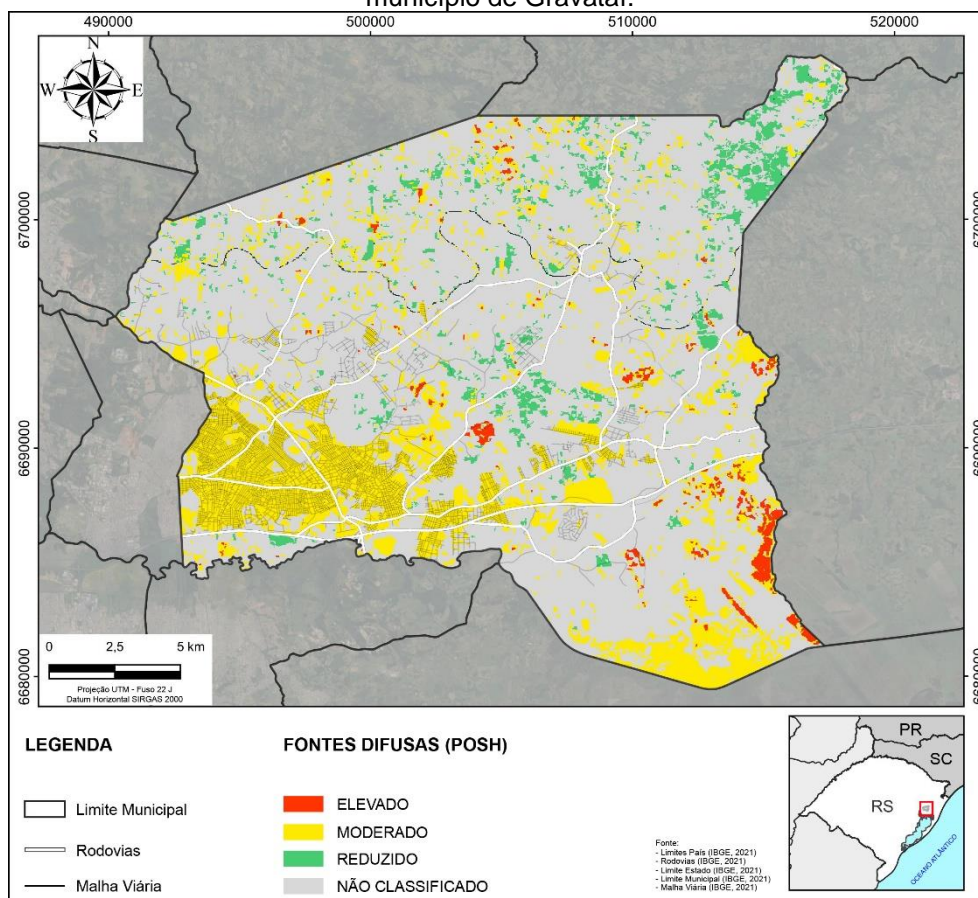 município de Gravataí.
490000
500000
510000
520000
N
W
E
S
6700000
6700000
6690000
6690000
6680000
6680000
0
2,5
5 km
Projeção UTM - Fuso 22 J
Datum Horizontal SIRGAS 2000
LEGENDA
Limite Municipal
Rodovias
Malha Viária
FONTES DIFUSAS (POSH)
ELEVADO
MODERADO
REDUZIDO
NÃO CLASSIFICADO
Fonte:
- Limites País (IBGE, 2021)
- Rodovias (IBGE, 2021)
- Limite Estado (IBGE, 2021)
- Limite Municipal (IBGE, 2021)
- Malha Viária (IBGE, 2021)
PR
SC
RS
OCEANO ATLÂNTICO